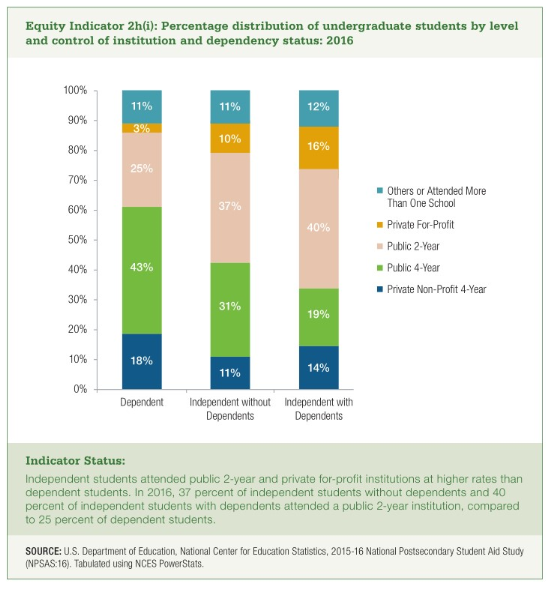 Equity Indicator 2h(i): Percentage distribution of undergraduate students by level
and control of institution and dependency status: 2016
100%
90%
80%
70%
60%
50%
40%
30%
20%
10%
0%
11%
3%
25%
43%
18%
11%
10%
37%
31%
11%
12%
16%
40%
19%
14%
Dependent
Independent without
Dependents
Independent with
Dependents
Others or Attended More
Than One School
Private For-Profit
Public 2-Year
Public 4-Year
Private Non-Profit 4-Year
Indicator Status:
Independent students attended public 2-year and private for-profit institutions at higher rates than
dependent students. In 2016, 37 percent of independent students without dependents and 40
percent of independent students with dependents attended a public 2-year institution, compared
to 25 percent of dependent students.
SOURCE: U.S. Department of Education, National Center for Education Statistics, 2015-16 National Postsecondary Student Aid Study
(NPSAS:16). Tabulated using NCES PowerStats.